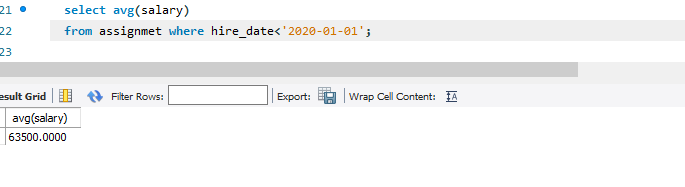 21 select avg(salary)
22 from assignmet where hire_date<'2020-01-01';
23
esult Grid Filter Rows: Export: Wrap Cell Content: IA
avg(salary)
63500.0000